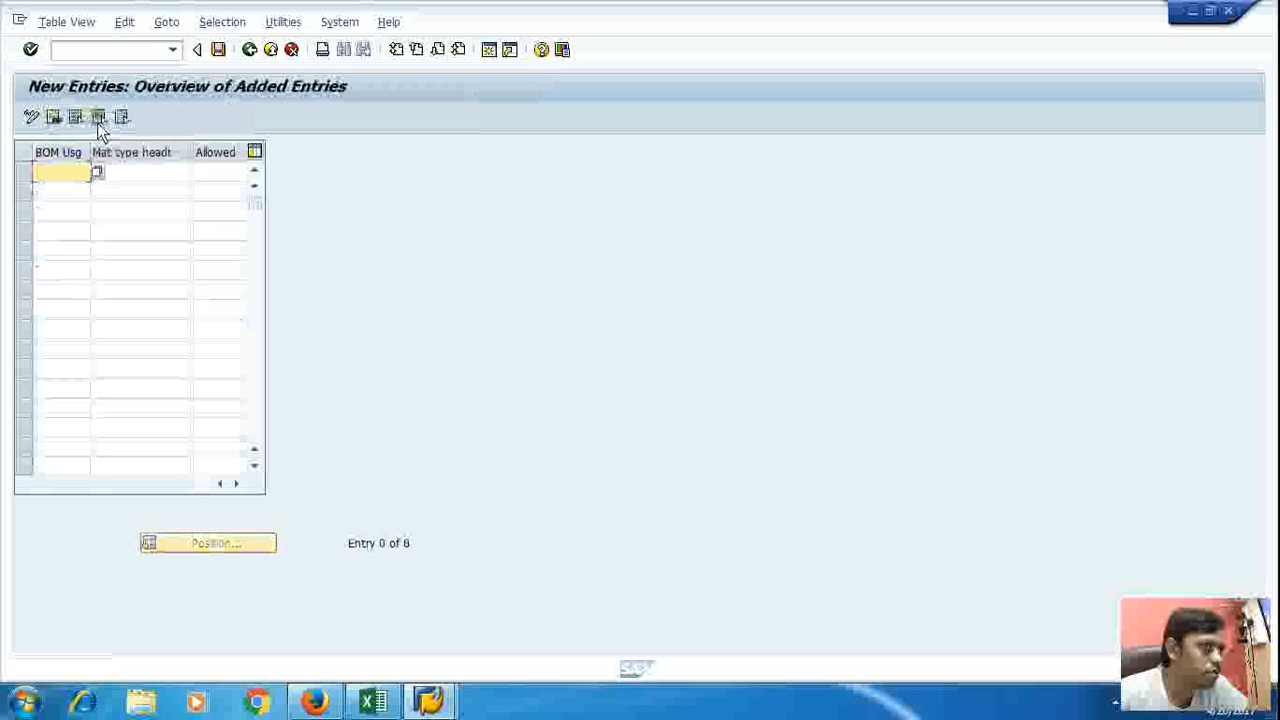 Table View Edit Goto Selection Utilities System Help
New Entries: Overview of Added Entries
BOM Usg Mat type headr Allowed
Position... Entry 0 of 8
SAP